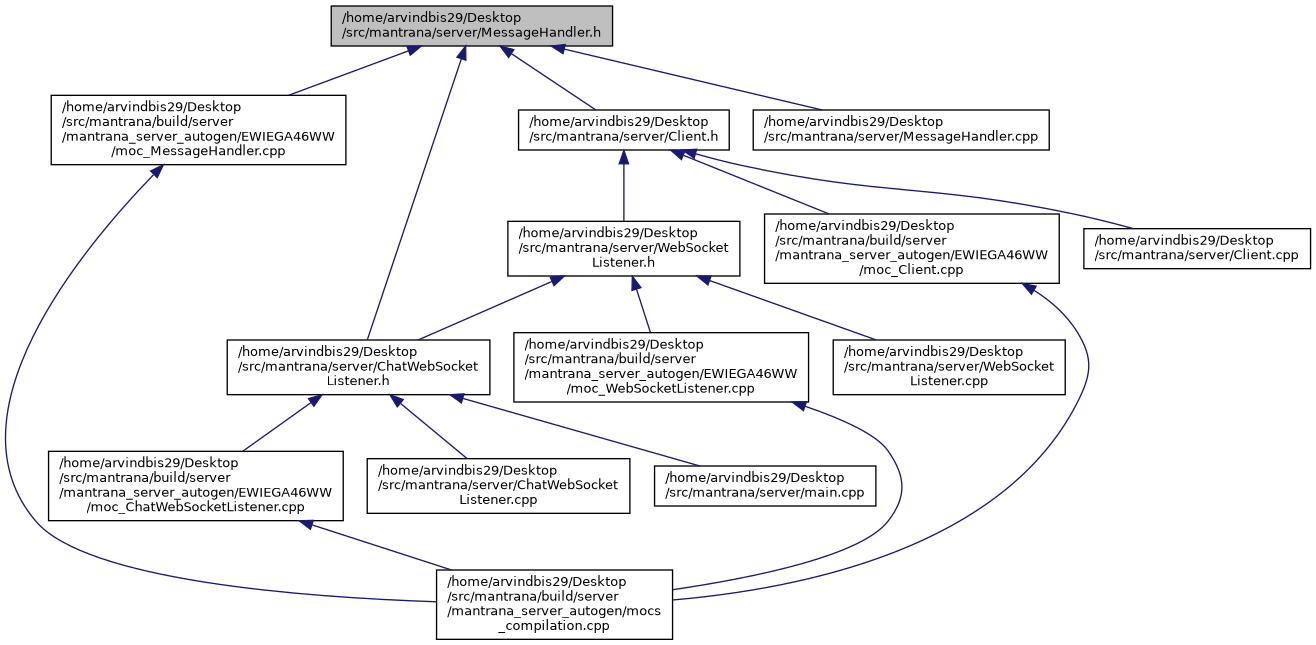 /home/arvindbis29/Desktop
/src/mantrana/server/MessageHandler.h
/home/arvindbis29/Desktop
/src/mantrana/build/server
/mantrana_server_autogen/EWIEGA46WW
/moc_MessageHandler.cpp
/home/arvindbis29/Desktop
/src/mantrana/server/Client.h
/home/arvindbis29/Desktop
/src/mantrana/server/MessageHandler.cpp
/home/arvindbis29/Desktop
/src/mantrana/server/WebSocket
Listener.h
/home/arvindbis29/Desktop
/src/mantrana/build/server
/mantrana_server_autogen/EWIEGA46WW
/moc_Client.cpp
/home/arvindbis29/Desktop
/src/mantrana/server/Client.cpp
/home/arvindbis29/Desktop
/src/mantrana/server/ChatWebSocket
Listener.h
/home/arvindbis29/Desktop
/src/mantrana/build/server
/mantrana_server_autogen/EWIEGA46WW
/moc_WebSocketListener.cpp
/home/arvindbis29/Desktop
/src/mantrana/server/WebSocket
Listener.cpp
/home/arvindbis29/Desktop
/src/mantrana/build/server
/mantrana_server_autogen/EWIEGA46WW
/moc_ChatWebSocketListener.cpp
/home/arvindbis29/Desktop
/src/mantrana/server/ChatWebSocket
Listener.cpp
/home/arvindbis29/Desktop
/src/mantrana/server/main.cpp
/home/arvindbis29/Desktop
/src/mantrana/build/server
/mantrana_server_autogen/mocs
_compilation.cpp